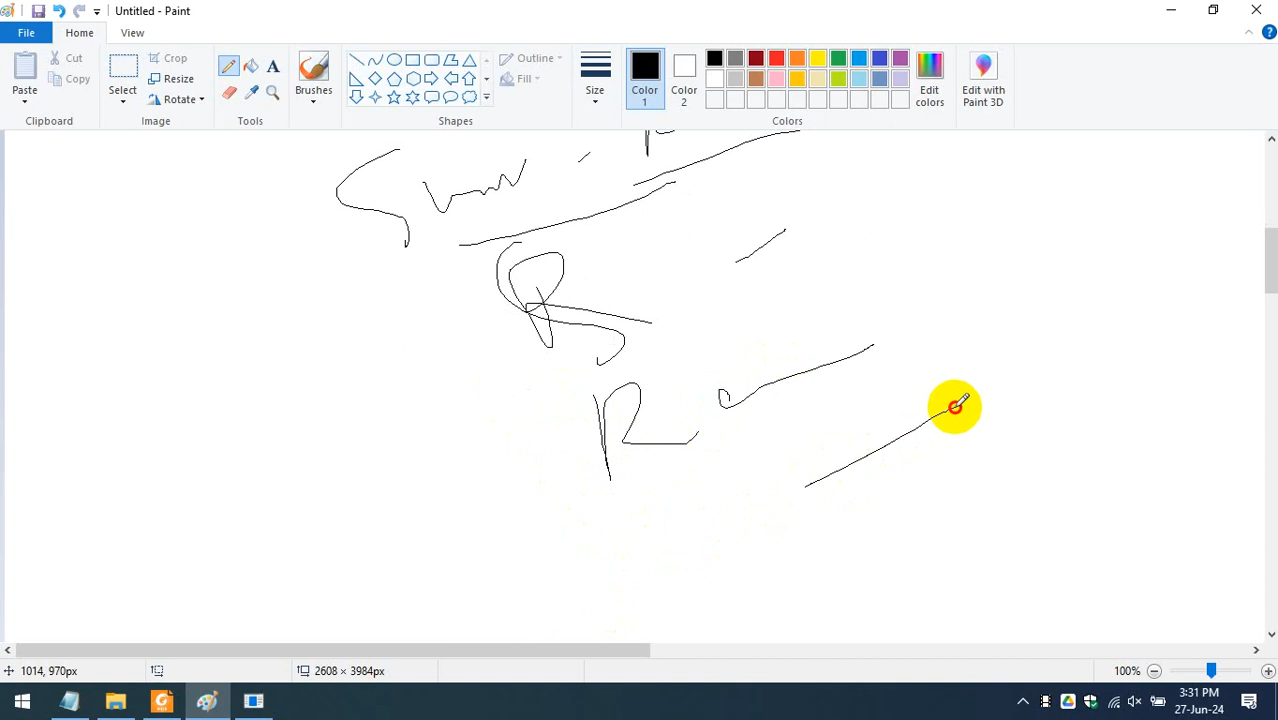 Untitled - Paint
File Home View
Paste Cut Copy
Clipboard
Select Crop Resize Rotate
Image
A
Tools
Brushes
Shapes
Outline
Fill
Size
Color 1
Color 2
Edit colors
Colors
Edit with Paint 3D
R
1014, 970px
2608 × 3984px
100%
3:31 PM
27-Jun-24